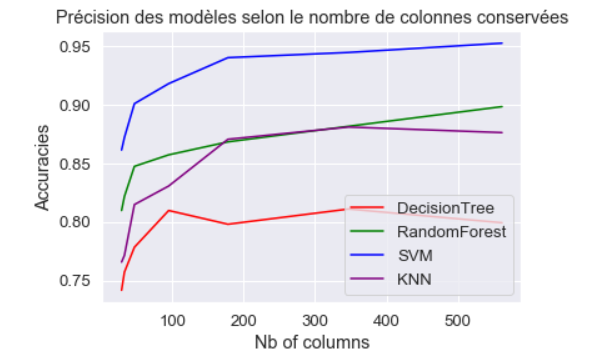 Précision des modèles selon le nombre de colonnes conservées
0.95
0.90
0.85
0.80
0.75
Accuracies
DecisionTree
RandomForest
SVM
KNN
100
200
300
400
500
Nb of columns